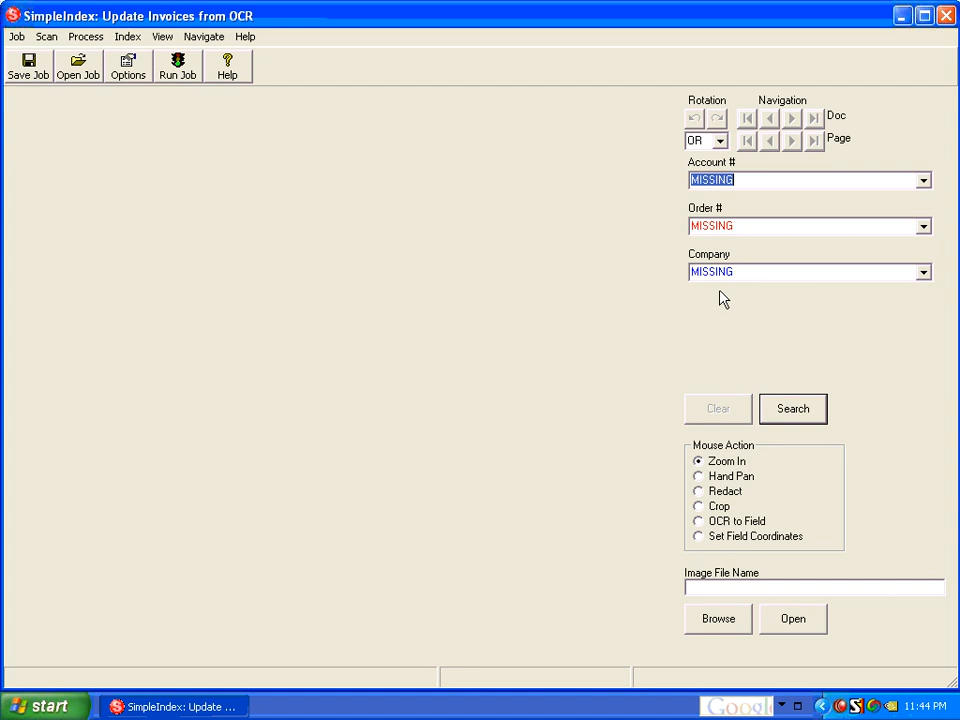 SimpleIndex: Update Invoices from OCR
Job Scan Process Index View Navigate Help
Save Job Open Job Options Run Job Help
Rotation Navigation
Doc
OR Page
Account #
MISSING
Order #
MISSING
Company
MISSING
Clear Search
Mouse Action
Zoom In
Hand Pan
Redact
Crop
OCR to Field
Set Field Coordinates
Image File Name
Browse Open
start SimpleIndex: Update ... Google 11:44 PM